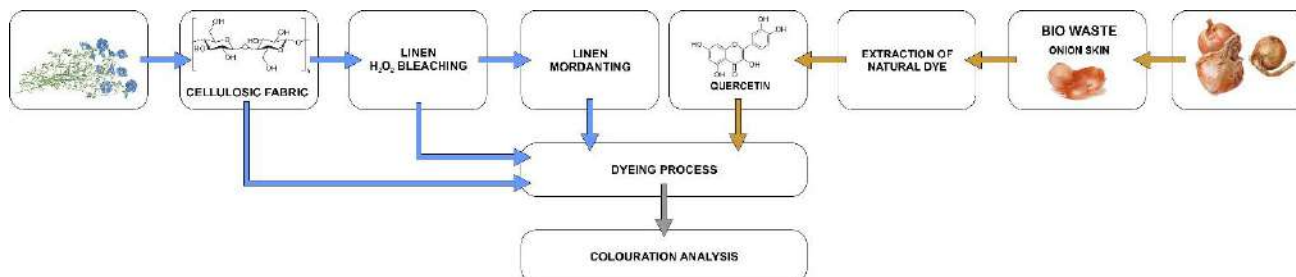 CELLULOSIC FABRIC
LINEN
H₂O₂ BLEACHING
LINEN
MORDANTING
QUERCETIN
EXTRACTION OF
NATURAL DYE
BIO WASTE
ONION SKIN
DYEING PROCESS
COLOURATION ANALYSIS